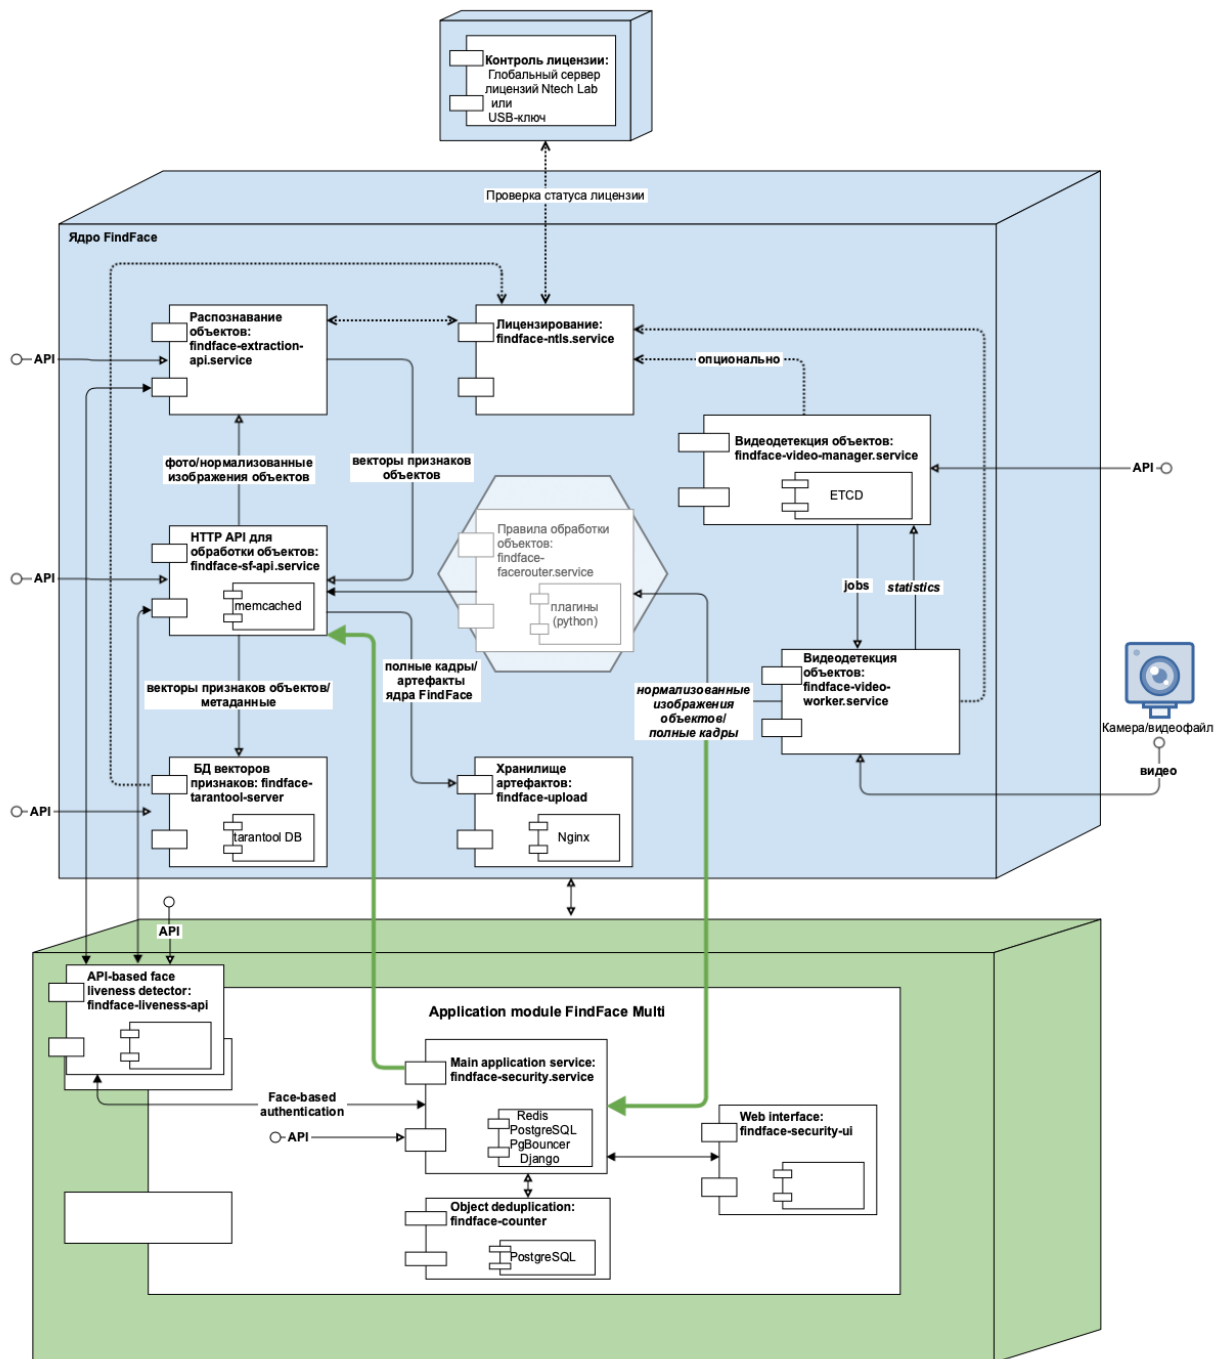 Контроль лицензии:
Глобальный сервер
лицензий Ntech Lab
или
USB-ключ
Проверка статуса лицензии
Ядро FindFace
Распознавание
объектов:
findface-extraction-
api.service
Лицензирование:
findface-ntls.service
API
опционально
Видеодетекция объектов:
findface-video-manager.service
ETCD
API
фото/нормализованные
изображения объектов
векторы признаков
объектов
HTTP API для
обработки объектов:
findface-sf-api.service
memcached
API
Правила обработки
объектов:
findface-
facerouter.service
плагины
(python)
jobs
statistics
полные кадры/
артефакты
ядра FindFace
векторы признаков объектов/
метаданные
нормализованные
изображения
объектов/
полные кадры
Видеодетекция
объектов:
findface-video-
worker.service
Камера/видеофайл
видео
БД векторов
признаков: findface-
tarantool-server
tarantool DB
API
Хранилище
артефактов:
findface-upload
Nginx
API
API-based face
liveness detector:
findface-liveness-api
Application module FindFace Multi
Main application service:
findface-security.service
Redis
PostgreSQL
PgBouncer
Django
Face-based
authentication
API
Web interface:
findface-security-ui
Object deduplication:
findface-counter
PostgreSQL